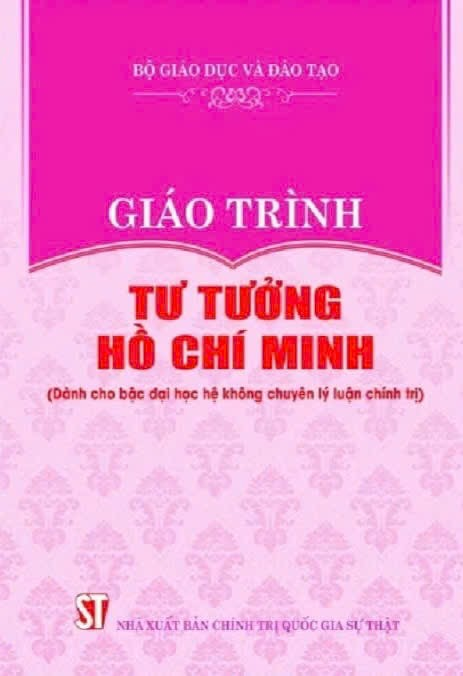 BỘ GIÁO DỤC VÀ ĐÀO TẠO
GIÁO TRÌNH
TƯ TƯỞNG
HỒ CHÍ MINH
(Dành cho bậc đại học hệ không chuyên lý luận chính trị)
ST
NHÀ XUẤT BẢN CHÍNH TRỊ QUỐC GIA SỰ THẬT